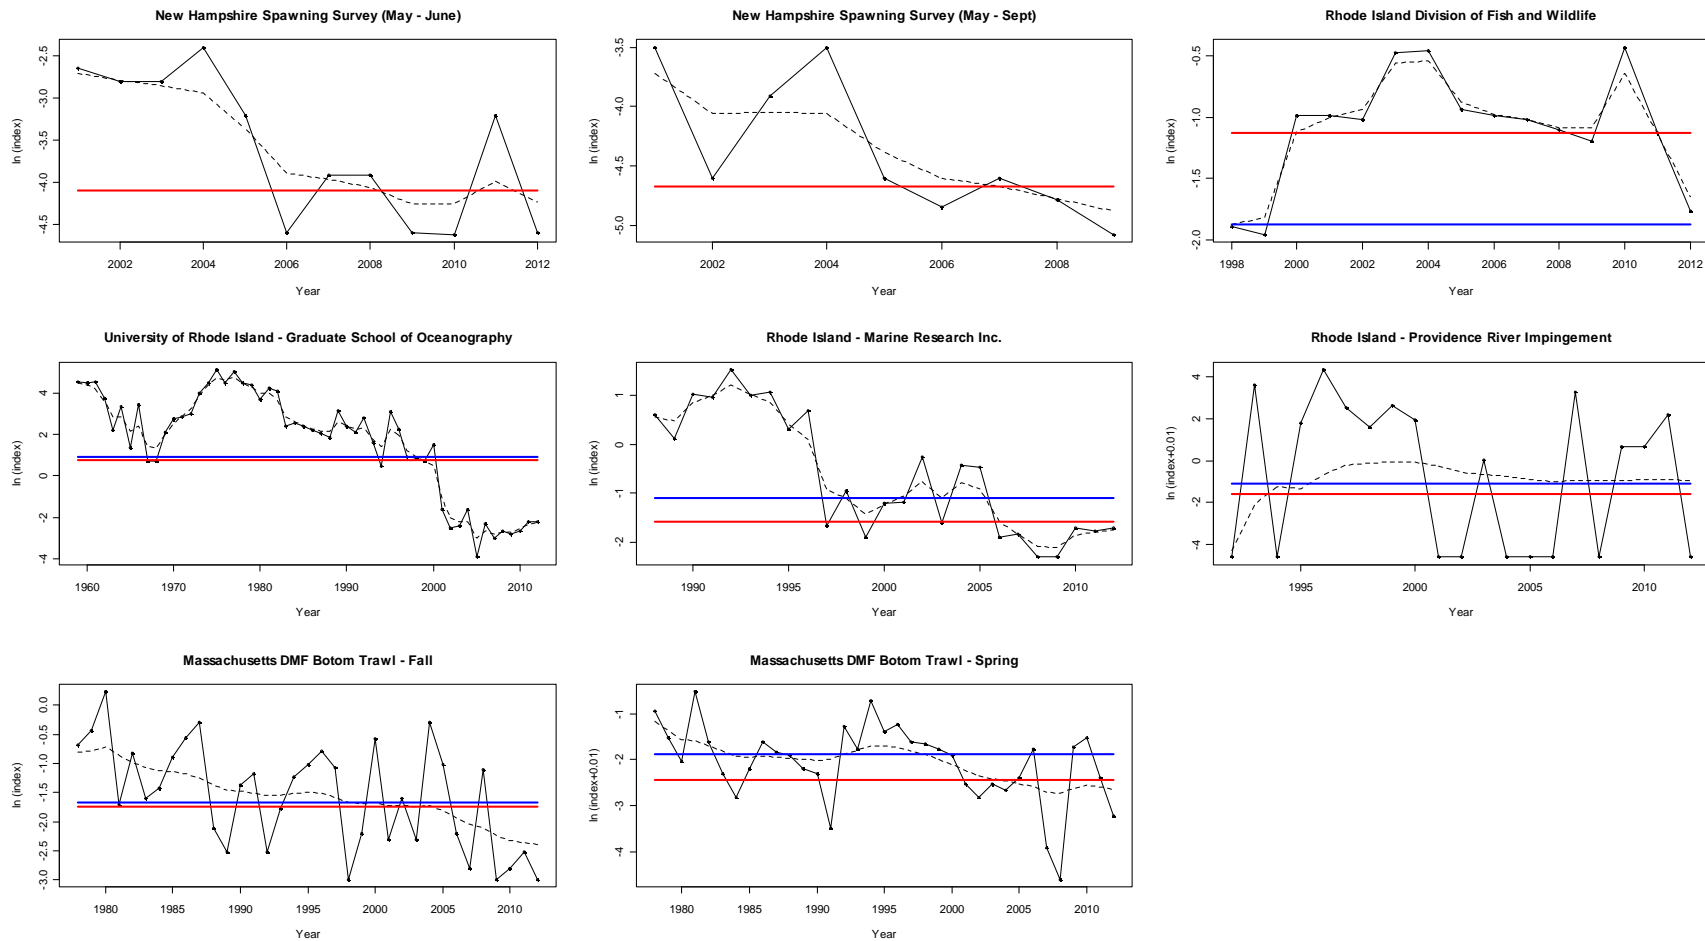 New Hampshire Spawning Survey (May - June)
ln (index)
-2.5
-3.0
-3.5
-4.0
-4.5
2002 2004 2006 2008 2010 2012
Year
New Hampshire Spawning Survey (May - Sept)
ln (index)
-3.5
-4.0
-4.5
-5.0
2002 2004 2006 2008
Year
Rhode Island Division of Fish and Wildlife
ln (index)
-0.5
-1.0
-1.5
-2.0
1998 2000 2002 2004 2006 2008 2010 2012
Year
University of Rhode Island - Graduate School of Oceanography
ln (index)
4
2
0
-2
-4
1960 1970 1980 1990 2000 2010
Year
Rhode Island - Marine Research Inc.
ln (index)
1
0
-1
-2
1990 1995 2000 2005 2010
Year
Rhode Island - Providence River Impingement
ln (index+0.01)
4
2
0
-2
-4
1995 2000 2005 2010
Year
Massachusetts DMF Botom Trawl - Fall
ln (index)
0.0
-0.5
-1.0
-1.5
-2.0
-2.5
-3.0
1980 1985 1990 1995 2000 2005 2010
Year
Massachusetts DMF Botom Trawl - Spring
ln (index+0.01)
-1
-2
-3
-4
1980 1985 1990 1995 2000 2005 2010
Year